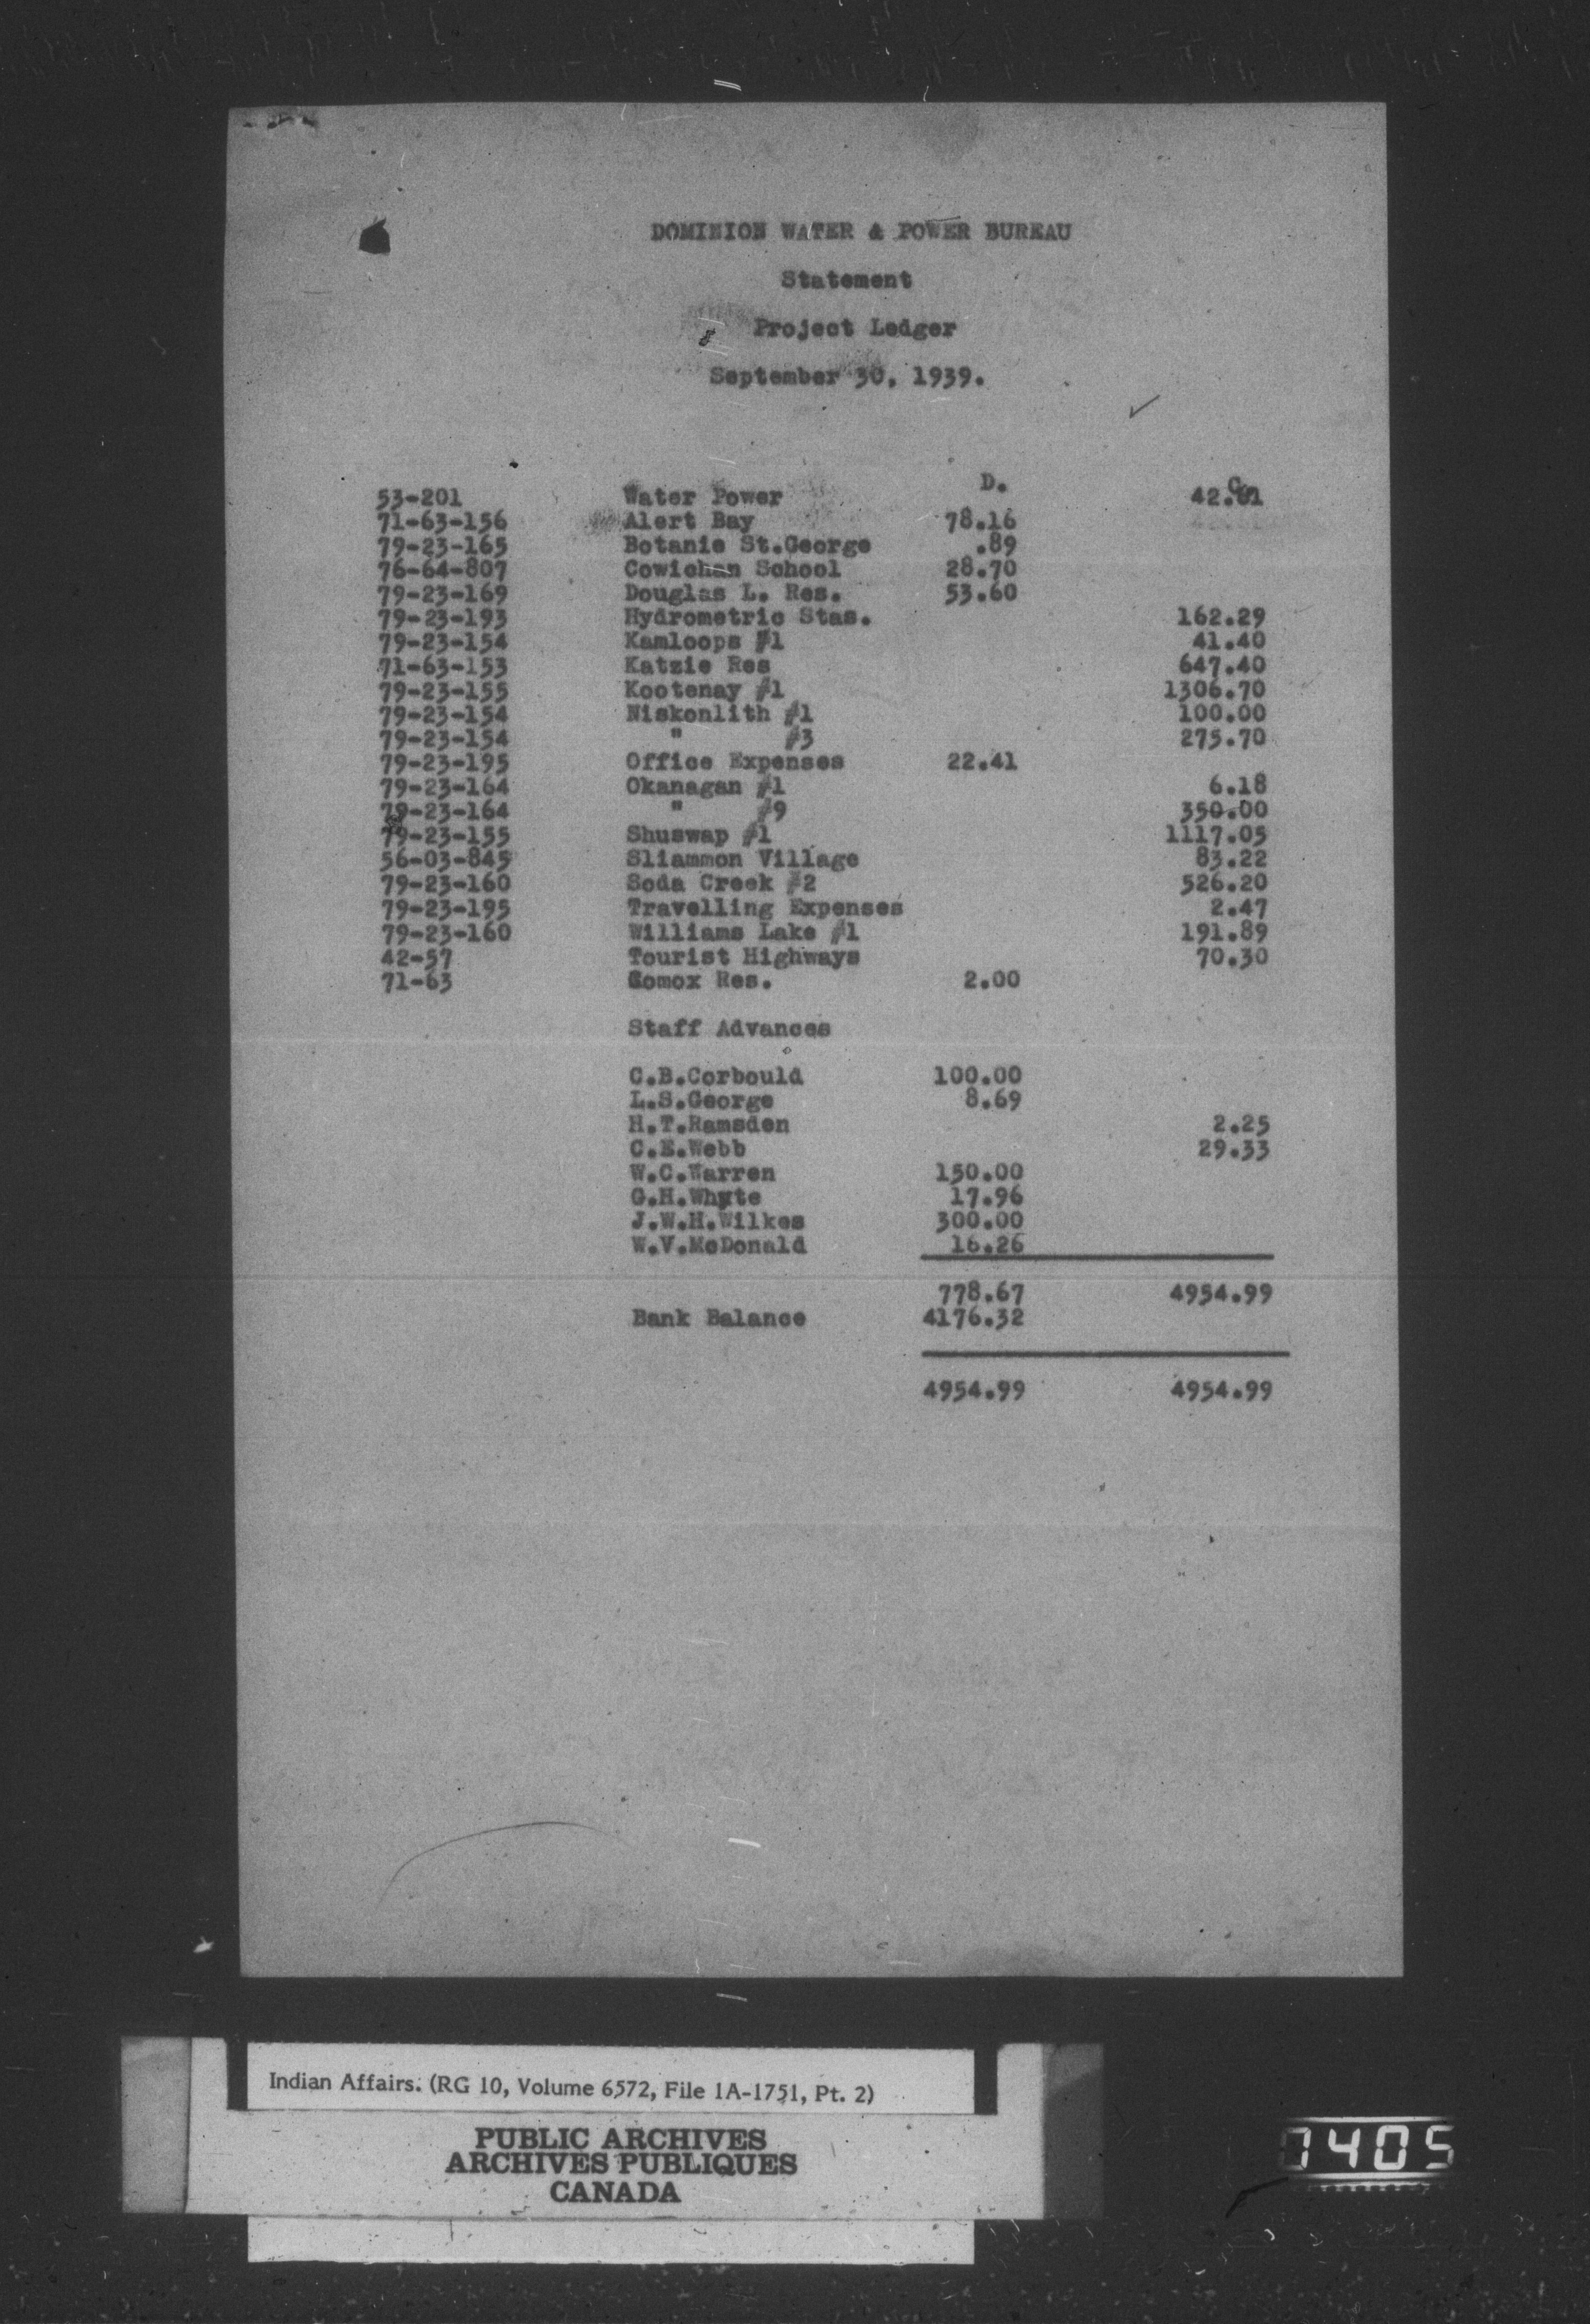 DOMINION WATER & POWER BUREAU
Statement
Project Ledger
September 30, 1939.
D. C.
53-201 Water Power 42.61
71-63-156 Alert Bay 78.16
79-23-165 Botanie St.George .89
76-64-807 Cowichan School 28.70
79-23-169 Douglas L. Res. 53.60
79-23-193 Hydrometric Stas. 162.29
79-23-154 Kamloops #1 41.40
71-63-153 Katzie Res 647.40
79-23-155 Kootenay #1 1306.70
79-23-154 Niskonlith #1 100.00
79-23-154 " #3 275.70
79-23-195 Office Expenses 22.41
79-23-164 Okanagan #1 6.18
79-23-164 " #9 350.00
79-23-155 Shuswap #1 1117.05
56-03-845 Sliammon Village 83.22
79-23-160 Soda Creek #2 526.20
79-23-195 Travelling Expenses 2.47
79-23-160 Williams Lake #1 191.89
42-57 Tourist Highways 70.30
71-63 Comox Res. 2.00
Staff Advances
C.B.Corbould 100.00
L.S.George 8.69
H.T.Ramsden 2.25
C.E.Webb 29.33
W.C.Warren 150.00
G.H.Whyte 17.96
J.W.H.Wilkes 300.00
W.V.McDonald 16.26
778.67 4954.99
Bank Balance 4176.32
4954.99 4954.99
Indian Affairs. (RG 10, Volume 6572, File 1A-1751, Pt. 2)
PUBLIC ARCHIVES
ARCHIVES PUBLIQUES
CANADA
1405